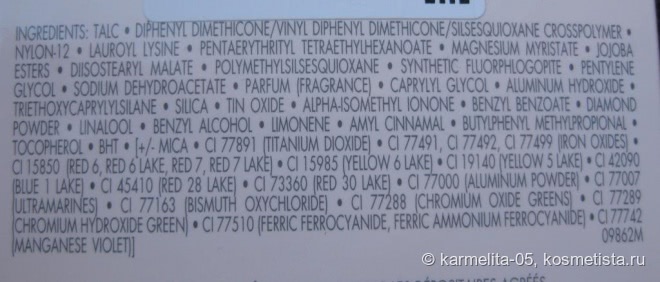 INGREDIENTS: TALC • DIPHENYL DIMETHICONE/VINYL DIPHENYL DIMETHICONE/SILSESQUIOXANE CROSSPOLYMER •
NYLON-12 • LAUROYL LYSINE • PENTAERYTHRITYL TETRAETHYLHEXANOATE • MAGNESIUM MYRISTATE • JOJOBA
ESTERS • DIISOSTEARYL MALATE • POLYMETHYLSILSESQUIOXANE • SYNTHETIC FLUORPHLOGOPITE • PENTYLENE
GLYCOL • SODIUM DEHYDROACETATE • PARFUM (FRAGRANCE) • CAPRYLYL GLYCOL • ALUMINUM HYDROXIDE •
TRIETHOXYCAPRYLYLSILANE • SILICA • TIN OXIDE • ALPHA-ISOMETHYL IONONE • BENZYL BENZOATE • DIAMOND
POWDER • LINALOOL • BENZYL ALCOHOL • LIMONENE • AMYL CINNAMAL • BUTYLPHENYL METHYLPROPIONAL •
TOCOPHEROL • BHT • [+/- MICA • CI 77891 (TITANIUM DIOXIDE) • CI 77491, CI 77492, CI 77499 (IRON OXIDES) •
CI 15850 (RED 6, RED 6 LAKE, RED 7, RED 7 LAKE) • CI 15985 (YELLOW 6 LAKE) • CI 19140 (YELLOW 5 LAKE) • CI 42090
(BLUE 1 LAKE) • CI 45410 (RED 28 LAKE) • CI 73360 (RED 30 LAKE) • CI 77000 (ALUMINUM POWDER) • CI 77007
(ULTRAMARINES) • CI 77163 (BISMUTH OXYCHLORIDE) • CI 77288 (CHROMIUM OXIDE GREENS) • CI 77289
(CHROMIUM HYDROXIDE GREEN) • CI 77510 (FERRIC FERROCYANIDE, FERRIC AMMONIUM FERROCYANIDE) • CI 77742
(MANGANESE VIOLET)]
09862M
© karmelita-05, kosmetista.ru